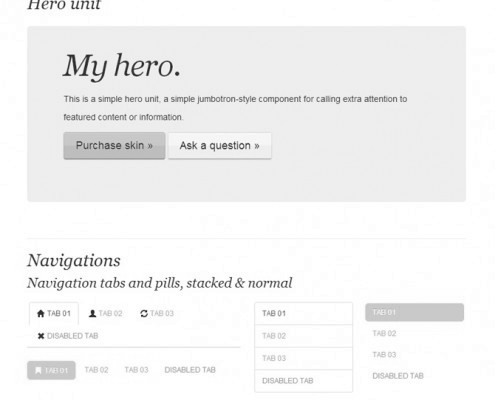 Hero unit
My hero.
This is a simple hero unit, a simple jumbotron-style component for calling extra attention to
featured content or information.
Purchase skin » Ask a question »
Navigations
Navigation tabs and pills, stacked & normal
TAB 01 TAB 02 TAB 03
DISABLED TAB
TAB 01 TAB 02 TAB 03 DISABLED TAB
TAB 01
TAB 02
TAB 03
DISABLED TAB
TAB 01
TAB 02
TAB 03
DISABLED TAB